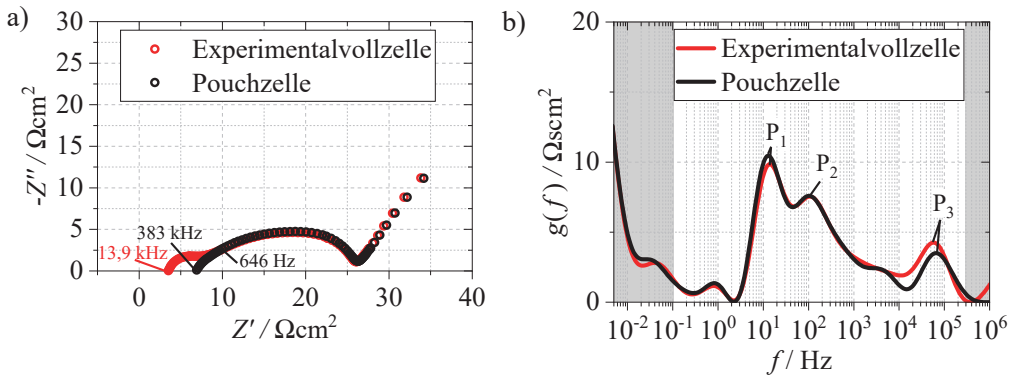 a)
30
25
20
15
10
5
0
-Z'' / Ωcm²
Experimentalvollzelle
Pouchzelle
383 kHz
13,9 kHz
646 Hz
0 10 20 30 40
Z' / Ωcm²
b)
20
15
10
5
0
g(f) / Ωscm²
Experimentalvollzelle
Pouchzelle
P₁
P₂
P₃
10⁻² 10⁻¹ 10⁰ 10¹ 10² 10³ 10⁴ 10⁵ 10⁶
f / Hz